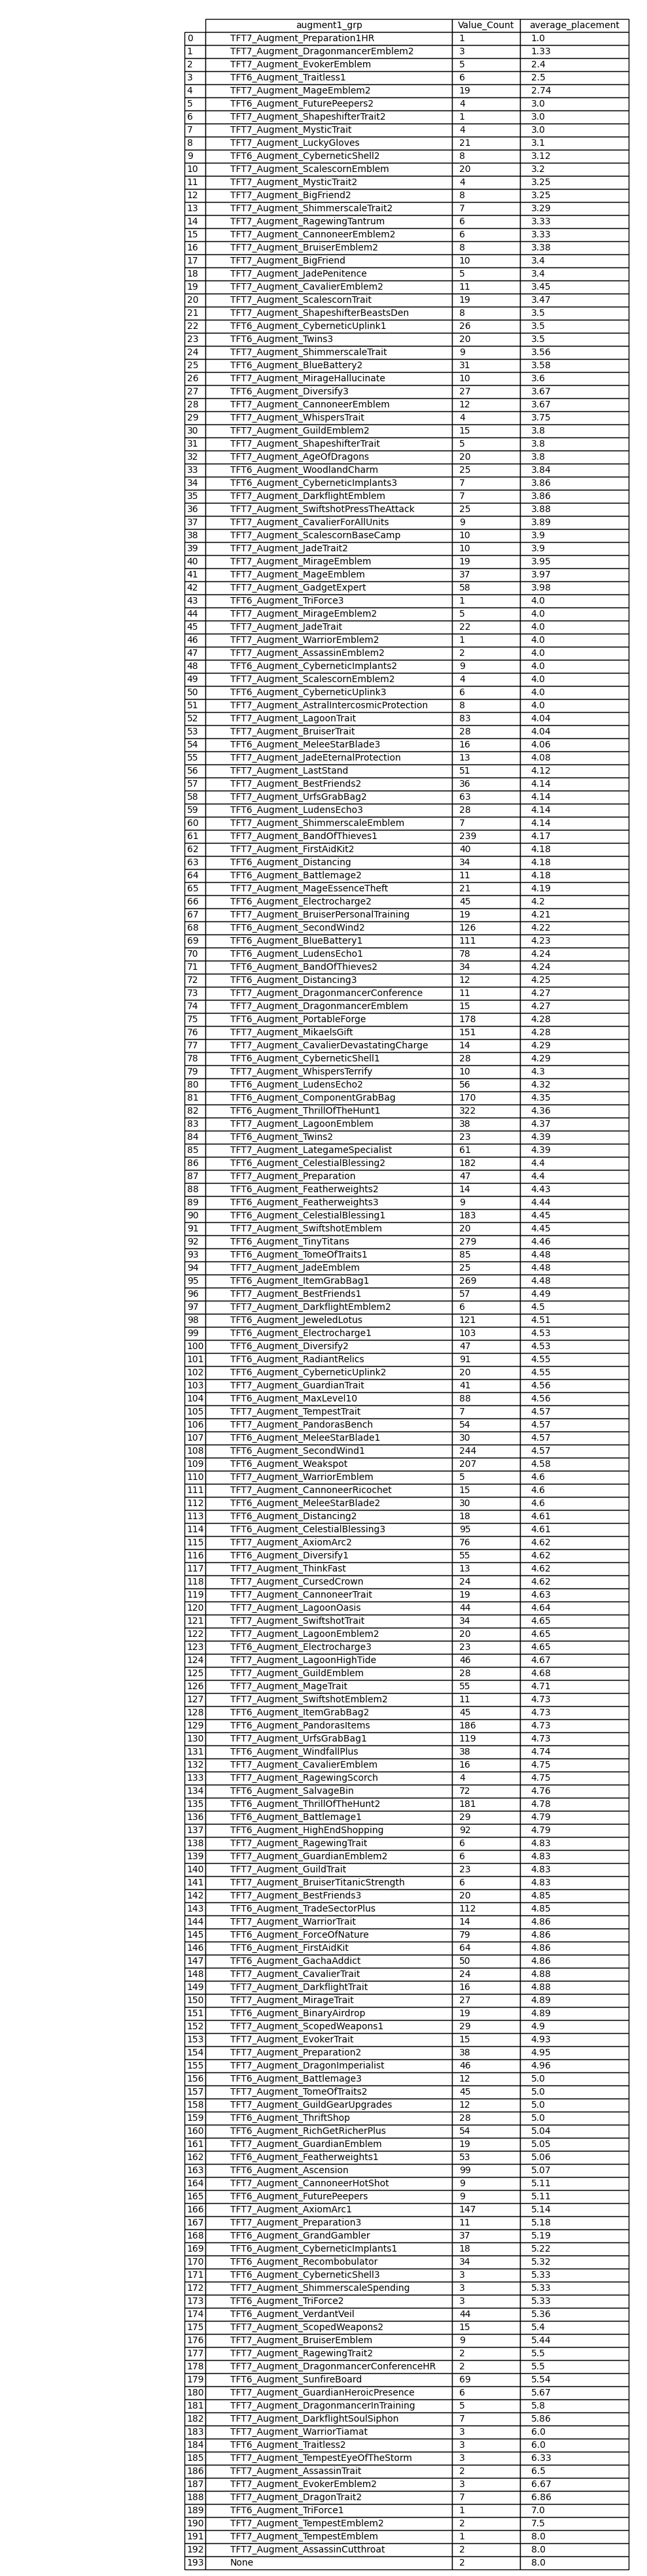 augment1_grp Value_Count average_placement
0 TFT7_Augment_Preparation1HR 1 1.0
1 TFT7_Augment_DragonmancerEmblem2 3 1.33
2 TFT7_Augment_EvokerEmblem 5 2.4
3 TFT6_Augment_Traitless1 6 2.5
4 TFT7_Augment_MageEmblem2 19 2.74
5 TFT6_Augment_FuturePeepers2 4 3.0
6 TFT7_Augment_ShapeshifterTrait2 1 3.0
7 TFT7_Augment_MysticTrait 4 3.0
8 TFT7_Augment_LuckyGloves 21 3.1
9 TFT6_Augment_CyberneticShell2 8 3.12
10 TFT7_Augment_ScalescornEmblem 20 3.2
11 TFT7_Augment_MysticTrait2 4 3.25
12 TFT7_Augment_BigFriend2 8 3.25
13 TFT7_Augment_ShimmerscaleTrait2 7 3.29
14 TFT7_Augment_RagewingTantrum 6 3.33
15 TFT7_Augment_CannoneerEmblem2 6 3.33
16 TFT7_Augment_BruiserEmblem2 8 3.38
17 TFT7_Augment_BigFriend 10 3.4
18 TFT7_Augment_JadePenitence 5 3.4
19 TFT7_Augment_CavalierEmblem2 11 3.45
20 TFT7_Augment_ScalescornTrait 19 3.47
21 TFT7_Augment_ShapeshifterBeastsDen 8 3.5
22 TFT6_Augment_CyberneticUplink1 26 3.5
23 TFT6_Augment_Twins3 20 3.5
24 TFT7_Augment_ShimmerscaleTrait 9 3.56
25 TFT6_Augment_BlueBattery2 31 3.58
26 TFT7_Augment_MirageHallucinate 10 3.6
27 TFT6_Augment_Diversify3 27 3.67
28 TFT7_Augment_CannoneerEmblem 12 3.67
29 TFT7_Augment_WhispersTrait 4 3.75
30 TFT7_Augment_GuildEmblem2 15 3.8
31 TFT7_Augment_ShapeshifterTrait 5 3.8
32 TFT7_Augment_AgeOfDragons 20 3.8
33 TFT6_Augment_WoodlandCharm 25 3.84
34 TFT6_Augment_CyberneticImplants3 7 3.86
35 TFT7_Augment_DarkflightEmblem 7 3.86
36 TFT7_Augment_SwiftshotPressTheAttack 25 3.88
37 TFT7_Augment_CavalierForAllUnits 9 3.89
38 TFT7_Augment_ScalescornBaseCamp 10 3.9
39 TFT7_Augment_JadeTrait2 10 3.9
40 TFT7_Augment_MirageEmblem 19 3.95
41 TFT7_Augment_MageEmblem 37 3.97
42 TFT7_Augment_GadgetExpert 58 3.98
43 TFT6_Augment_TriForce3 1 4.0
44 TFT7_Augment_MirageEmblem2 5 4.0
45 TFT7_Augment_JadeTrait 22 4.0
46 TFT7_Augment_WarriorEmblem2 1 4.0
47 TFT7_Augment_AssassinEmblem2 2 4.0
48 TFT6_Augment_CyberneticImplants2 9 4.0
49 TFT7_Augment_ScalescornEmblem2 4 4.0
50 TFT6_Augment_CyberneticUplink3 6 4.0
51 TFT7_Augment_AstralIntercosmicProtection 8 4.0
52 TFT7_Augment_LagoonTrait 83 4.04
53 TFT7_Augment_BruiserTrait 28 4.04
54 TFT6_Augment_MeleeStarBlade3 16 4.06
55 TFT7_Augment_JadeEternalProtection 13 4.08
56 TFT7_Augment_LastStand 51 4.12
57 TFT7_Augment_BestFriends2 36 4.14
58 TFT7_Augment_UrfsGrabBag2 63 4.14
59 TFT6_Augment_LudensEcho3 28 4.14
60 TFT7_Augment_ShimmerscaleEmblem 7 4.14
61 TFT7_Augment_BandOfThieves1 239 4.17
62 TFT7_Augment_FirstAidKit2 40 4.18
63 TFT6_Augment_Distancing 34 4.18
64 TFT6_Augment_Battlemage2 11 4.18
65 TFT7_Augment_MageEssenceTheft 21 4.19
66 TFT6_Augment_Electrocharge2 45 4.2
67 TFT7_Augment_BruiserPersonalTraining 19 4.21
68 TFT6_Augment_SecondWind2 126 4.22
69 TFT6_Augment_BlueBattery1 111 4.23
70 TFT6_Augment_LudensEcho1 78 4.24
71 TFT6_Augment_BandOfThieves2 34 4.24
72 TFT6_Augment_Distancing3 12 4.25
73 TFT7_Augment_DragonmancerConference 11 4.27
74 TFT7_Augment_DragonmancerEmblem 15 4.27
75 TFT6_Augment_PortableForge 178 4.28
76 TFT7_Augment_MikaelsGift 151 4.28
77 TFT7_Augment_CavalierDevastatingCharge 14 4.29
78 TFT6_Augment_CyberneticShell1 28 4.29
79 TFT7_Augment_WhispersTerrify 10 4.3
80 TFT6_Augment_LudensEcho2 56 4.32
81 TFT6_Augment_ComponentGrabBag 170 4.35
82 TFT6_Augment_ThrillOfTheHunt1 322 4.36
83 TFT7_Augment_LagoonEmblem 38 4.37
84 TFT6_Augment_Twins2 23 4.39
85 TFT7_Augment_LategameSpecialist 61 4.39
86 TFT6_Augment_CelestialBlessing2 182 4.4
87 TFT7_Augment_Preparation 47 4.4
88 TFT6_Augment_Featherweights2 14 4.43
89 TFT6_Augment_Featherweights3 9 4.44
90 TFT6_Augment_CelestialBlessing1 183 4.45
91 TFT7_Augment_SwiftshotEmblem 20 4.45
92 TFT6_Augment_TinyTitans 279 4.46
93 TFT6_Augment_TomeOfTraits1 85 4.48
94 TFT7_Augment_JadeEmblem 25 4.48
95 TFT6_Augment_ItemGrabBag1 269 4.48
96 TFT7_Augment_BestFriends1 57 4.49
97 TFT7_Augment_DarkflightEmblem2 6 4.5
98 TFT6_Augment_JeweledLotus 121 4.51
99 TFT6_Augment_Electrocharge1 103 4.53
100 TFT6_Augment_Diversify2 47 4.53
101 TFT6_Augment_RadiantRelics 91 4.55
102 TFT6_Augment_CyberneticUplink2 20 4.55
103 TFT7_Augment_GuardianTrait 41 4.56
104 TFT6_Augment_MaxLevel10 88 4.56
105 TFT7_Augment_TempestTrait 7 4.57
106 TFT7_Augment_PandorasBench 54 4.57
107 TFT6_Augment_MeleeStarBlade1 30 4.57
108 TFT6_Augment_SecondWind1 244 4.57
109 TFT6_Augment_Weakspot 207 4.58
110 TFT7_Augment_WarriorEmblem 5 4.6
111 TFT7_Augment_CannoneerRicochet 15 4.6
112 TFT6_Augment_MeleeStarBlade2 30 4.6
113 TFT6_Augment_Distancing2 18 4.61
114 TFT6_Augment_CelestialBlessing3 95 4.61
115 TFT7_Augment_AxiomArc2 76 4.62
116 TFT6_Augment_Diversify1 55 4.62
117 TFT7_Augment_ThinkFast 13 4.62
118 TFT7_Augment_CursedCrown 24 4.62
119 TFT7_Augment_CannoneerTrait 19 4.63
120 TFT7_Augment_LagoonOasis 44 4.64
121 TFT7_Augment_SwiftshotTrait 34 4.65
122 TFT7_Augment_LagoonEmblem2 20 4.65
123 TFT6_Augment_Electrocharge3 23 4.65
124 TFT7_Augment_LagoonHighTide 46 4.67
125 TFT7_Augment_GuildEmblem 28 4.68
126 TFT7_Augment_MageTrait 55 4.71
127 TFT7_Augment_SwiftshotEmblem2 11 4.73
128 TFT6_Augment_ItemGrabBag2 45 4.73
129 TFT6_Augment_PandorasItems 186 4.73
130 TFT7_Augment_UrfsGrabBag1 119 4.73
131 TFT6_Augment_WindfallPlus 38 4.74
132 TFT7_Augment_CavalierEmblem 16 4.75
133 TFT7_Augment_RagewingScorch 4 4.75
134 TFT6_Augment_SalvageBin 72 4.76
135 TFT6_Augment_ThrillOfTheHunt2 181 4.78
136 TFT6_Augment_Battlemage1 29 4.79
137 TFT6_Augment_HighEndShopping 92 4.79
138 TFT7_Augment_RagewingTrait 6 4.83
139 TFT7_Augment_GuardianEmblem2 6 4.83
140 TFT7_Augment_GuildTrait 23 4.83
141 TFT7_Augment_BruiserTitanicStrength 6 4.83
142 TFT7_Augment_BestFriends3 20 4.85
143 TFT6_Augment_TradeSectorPlus 112 4.85
144 TFT7_Augment_WarriorTrait 14 4.86
145 TFT6_Augment_ForceOfNature 79 4.86
146 TFT6_Augment_FirstAidKit 64 4.86
147 TFT6_Augment_GachaAddict 50 4.86
148 TFT7_Augment_CavalierTrait 24 4.88
149 TFT7_Augment_DarkflightTrait 16 4.88
150 TFT7_Augment_MirageTrait 27 4.89
151 TFT6_Augment_BinaryAirdrop 19 4.89
152 TFT7_Augment_ScopedWeapons1 29 4.9
153 TFT7_Augment_EvokerTrait 15 4.93
154 TFT7_Augment_Preparation2 38 4.95
155 TFT7_Augment_DragonImperialist 46 4.96
156 TFT6_Augment_Battlemage3 12 5.0
157 TFT7_Augment_TomeOfTraits2 45 5.0
158 TFT7_Augment_GuildGearUpgrades 12 5.0
159 TFT6_Augment_ThriftShop 28 5.0
160 TFT6_Augment_RichGetRicherPlus 54 5.04
161 TFT7_Augment_GuardianEmblem 19 5.05
162 TFT6_Augment_Featherweights1 53 5.06
163 TFT6_Augment_Ascension 99 5.07
164 TFT7_Augment_CannoneerHotShot 9 5.11
165 TFT6_Augment_FuturePeepers 9 5.11
166 TFT7_Augment_AxiomArc1 147 5.14
167 TFT7_Augment_Preparation3 11 5.18
168 TFT6_Augment_GrandGambler 37 5.19
169 TFT6_Augment_CyberneticImplants1 18 5.22
170 TFT6_Augment_Recombobulator 34 5.32
171 TFT6_Augment_CyberneticShell3 3 5.33
172 TFT7_Augment_ShimmerscaleSpending 3 5.33
173 TFT6_Augment_TriForce2 3 5.33
174 TFT6_Augment_VerdantVeil 44 5.36
175 TFT7_Augment_ScopedWeapons2 15 5.4
176 TFT7_Augment_BruiserEmblem 9 5.44
177 TFT7_Augment_RagewingTrait2 2 5.5
178 TFT7_Augment_DragonmancerConferenceHR 2 5.5
179 TFT6_Augment_SunfireBoard 69 5.54
180 TFT7_Augment_GuardianHeroicPresence 6 5.67
181 TFT7_Augment_DragonmancerInTraining 5 5.8
182 TFT7_Augment_DarkflightSoulSiphon 7 5.86
183 TFT7_Augment_WarriorTiamat 3 6.0
184 TFT6_Augment_Traitless2 3 6.0
185 TFT7_Augment_TempestEyeOfTheStorm 3 6.33
186 TFT7_Augment_AssassinTrait 2 6.5
187 TFT7_Augment_EvokerEmblem2 3 6.67
188 TFT7_Augment_DragonTrait2 7 6.86
189 TFT6_Augment_TriForce1 1 7.0
190 TFT7_Augment_TempestEmblem2 2 7.5
191 TFT7_Augment_TempestEmblem 1 8.0
192 TFT7_Augment_AssassinCutthroat 2 8.0
193 None 2 8.0